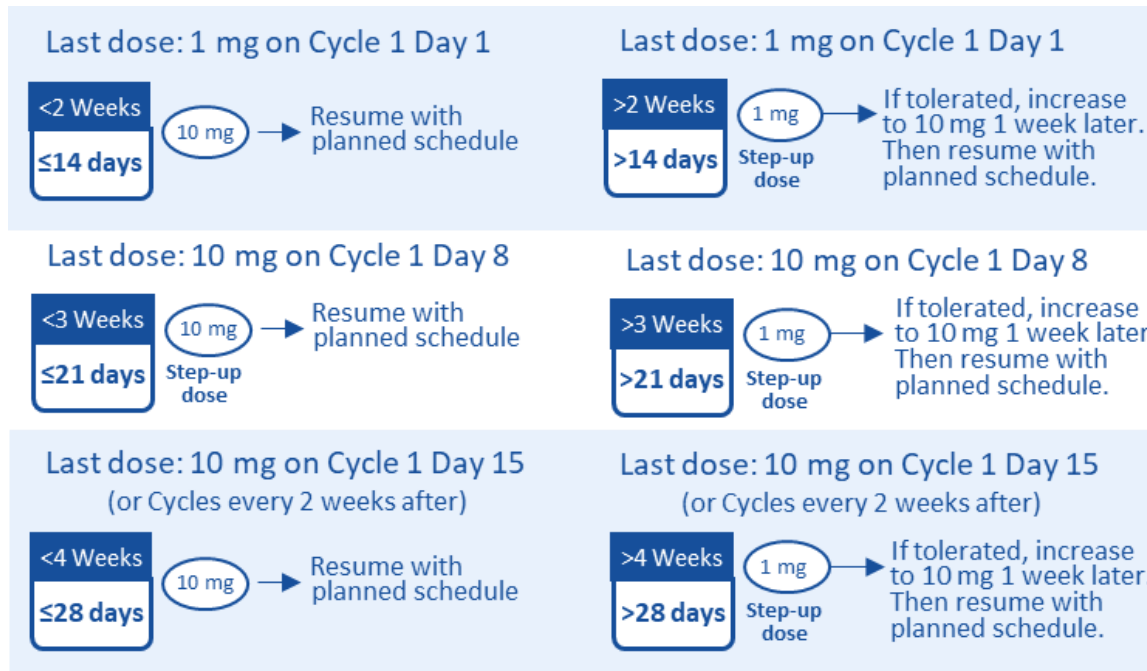 Last dose: 1 mg on Cycle 1 Day 1
<2 Weeks
≤14 days
10 mg
Resume with
planned schedule
Last dose: 1 mg on Cycle 1 Day 1
>2 Weeks
>14 days
1 mg
Step-up
dose
If tolerated, increase
to 10 mg 1 week later.
Then resume with
planned schedule.
Last dose: 10 mg on Cycle 1 Day 8
<3 Weeks
≤21 days
10 mg
Step-up
dose
Resume with
planned schedule
Last dose: 10 mg on Cycle 1 Day 8
>3 Weeks
>21 days
1 mg
Step-up
dose
If tolerated, increase
to 10 mg 1 week later
Then resume with
planned schedule.
Last dose: 10 mg on Cycle 1 Day 15
(or Cycles every 2 weeks after)
<4 Weeks
≤28 days
10 mg
Resume with
planned schedule
Last dose: 10 mg on Cycle 1 Day 15
(or Cycles every 2 weeks after)
>4 Weeks
>28 days
1 mg
Step-up
dose
If tolerated, increase
to 10 mg 1 week later
Then resume with
planned schedule.